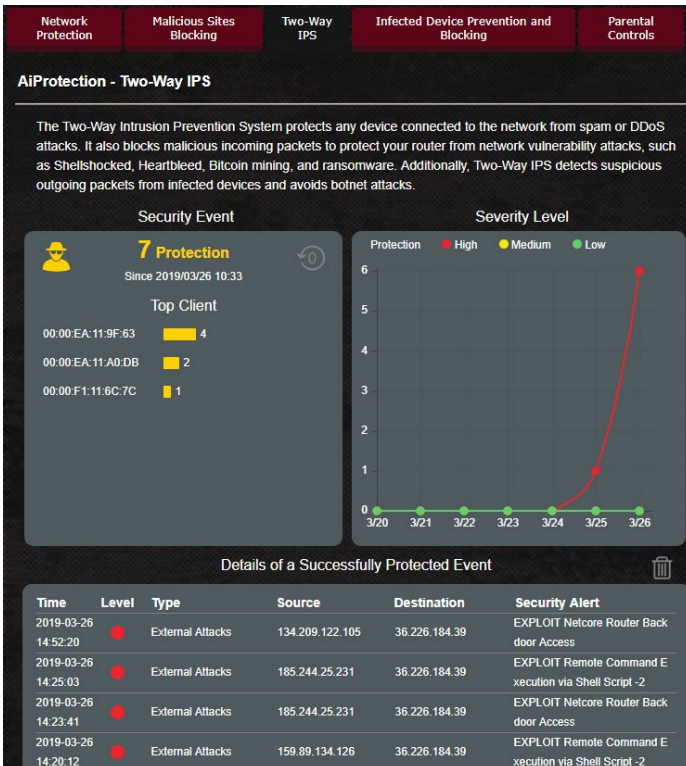 Network
Protection
Malicious Sites
Blocking
Two-Way
IPS
Infected Device Prevention and
Blocking
Parental
Controls
AiProtection - Two-Way IPS
The Two-Way Intrusion Prevention System protects any device connected to the network from spam or DDoS
attacks. It also blocks malicious incoming packets to protect your router from network vulnerability attacks, such
as Shellshocked, Heartbleed, Bitcoin mining, and ransomware. Additionally, Two-Way IPS detects suspicious
outgoing packets from infected devices and avoids botnet attacks.
Security Event
7 Protection
0
Since 2019/03/26 10:33
Top Client
00:00:EA:11:9F:63 4
00:00:EA:11:A0:DB 2
00:00:F1:11:6C:7C 1
Severity Level
Protection High Medium Low
6
5
4
3
2
1
0
3/20 3/21 3/22 3/23 3/24 3/25 3/26
Details of a Successfully Protected Event
Time Level Type Source Destination Security Alert
2019-03-26
14:52:20
External Attacks 134.209.122.105 36.226.184.39
EXPLOIT Netcore Router Back
door Access
2019-03-26
14:25:03
External Attacks 185.244.25.231 36.226.184.39
EXPLOIT Remote Command E
xecution via Shell Script -2
2019-03-26
14:23:41
External Attacks 185.244.25.231 36.226.184.39
EXPLOIT Netcore Router Back
door Access
2019-03-26
14:20:12
External Attacks 159.89.134.126 36.226.184.39
EXPLOIT Remote Command E
xecution via Shell Script -2